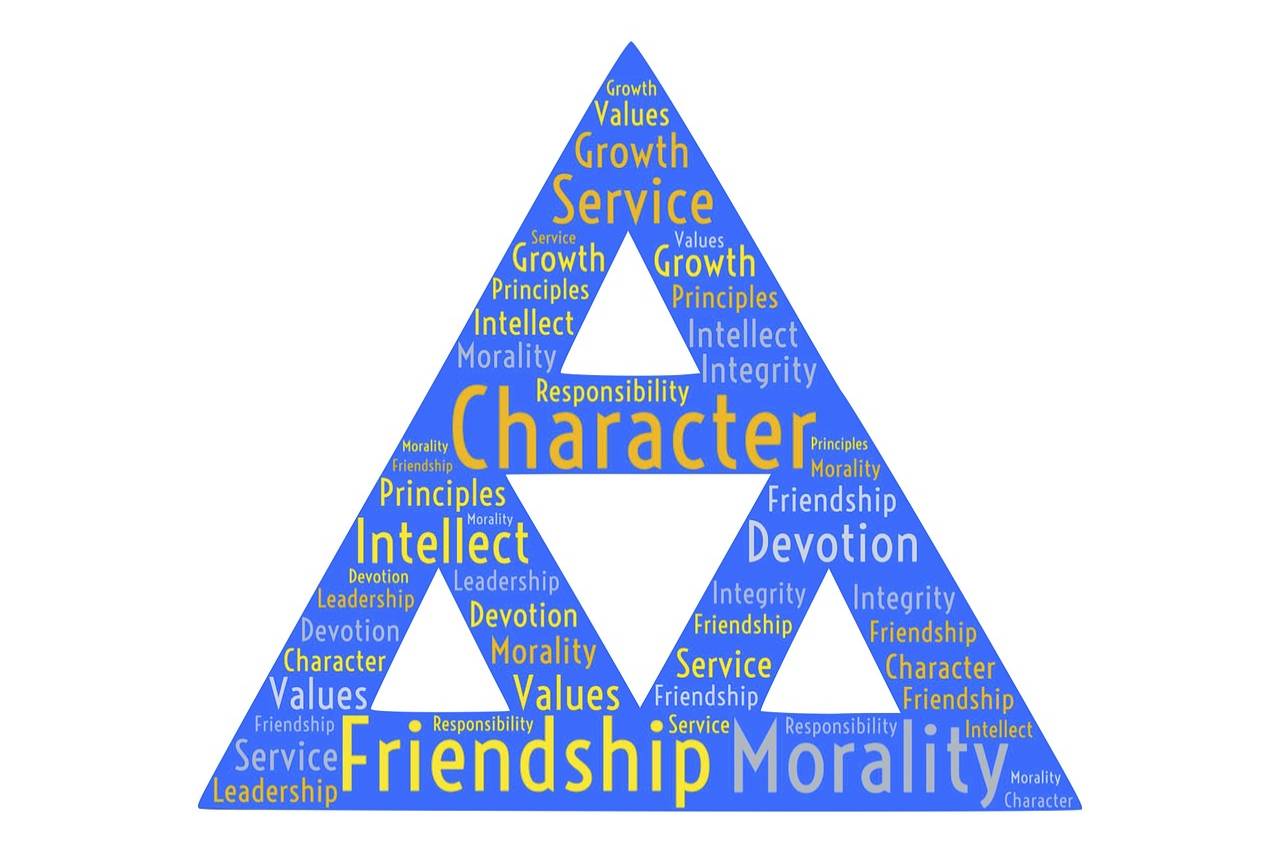 Growth
Values
Growth
Service
Service
Values
Growth
Growth
Principles
Principles
Intellect
Intellect
Morality
Integrity
Responsibility
Character
Morality
Principles
Friendship
Morality
Principles
Friendship
Morality
Intellect
Devotion
Devotion
Leadership
Leadership
Integrity
Integrity
Devotion
Devotion
Friendship
Friendship
Character
Morality
Service
Character
Values
Values
Friendship
Friendship
Friendship
Responsibility
Service
Responsibility
Intellect
Service
Friendship
Morality
Leadership
Morality
Character